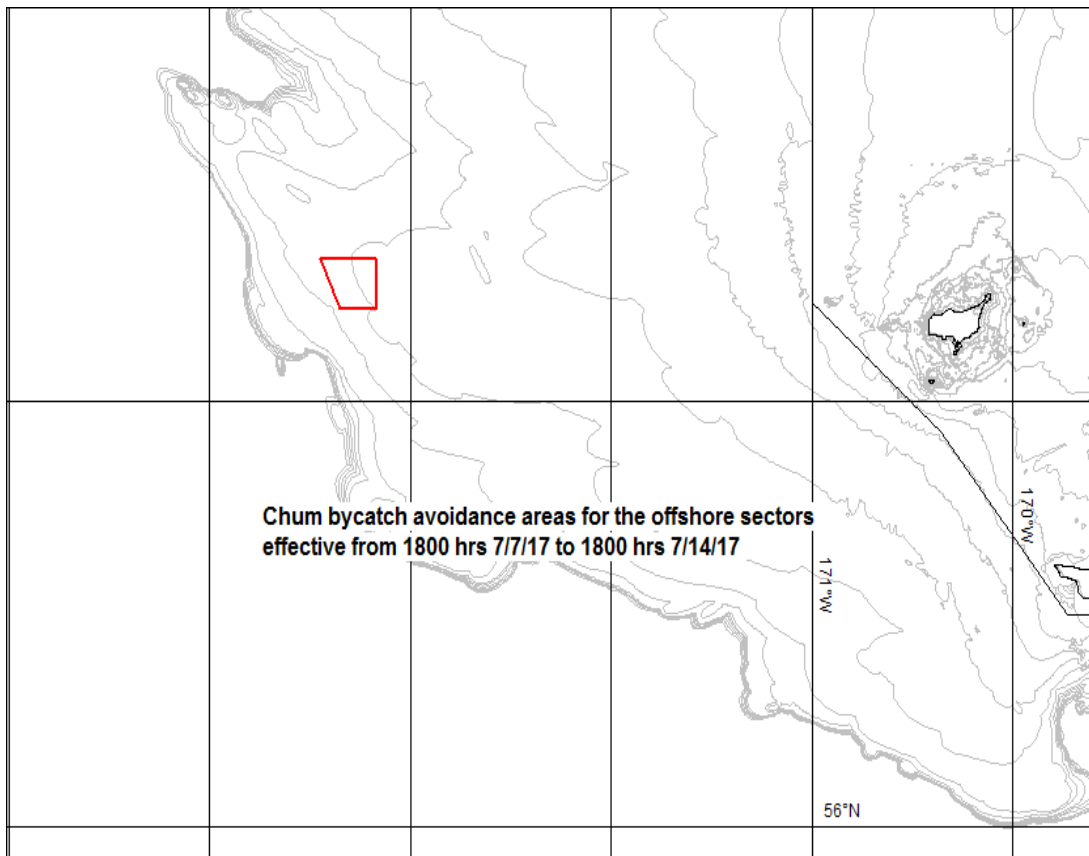 Chum bycatch avoidance areas for the offshore sectors
effective from 1800 hrs 7/7/17 to 1800 hrs 7/14/17
170°W
171°W
56°N